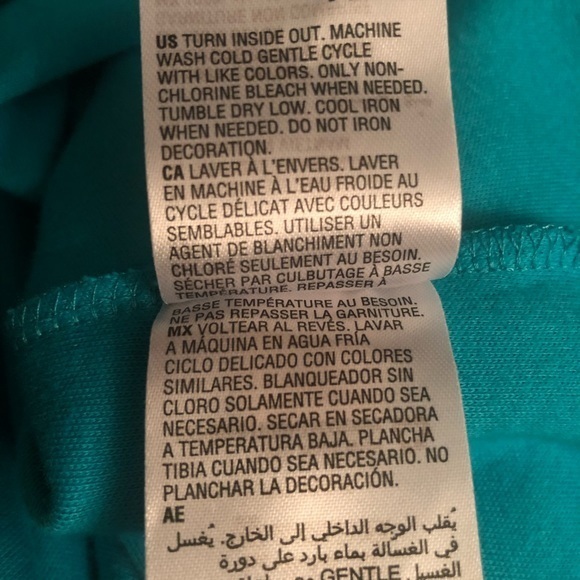 US TURN INSIDE OUT. MACHINE
WASH COLD GENTLE CYCLE
WITH LIKE COLORS. ONLY NON-
CHLORINE BLEACH WHEN NEEDED.
TUMBLE DRY LOW. COOL IRON
WHEN NEEDED. DO NOT IRON
DECORATION.
CA LAVER À L'ENVERS. LAVER
EN MACHINE À L'EAU FROIDE AU
CYCLE DÉLICAT AVEC COULEURS
SEMBLABLES. UTILISER UN
AGENT DE BLANCHIMENT NON
CHLORÉ SEULEMENT AU BESOIN.
SÉCHER PAR CULBUTAGE À BASSE
TEMPÉRATURE. REPASSER À
BASSE TEMPÉRATURE AU BESOIN.
NE PAS REPASSER LA GARNITURE.
MX VOLTEAR AL REVÉS. LAVAR
A MÁQUINA EN AGUA FRÍA
CICLO DELICADO CON COLORES
SIMILARES. BLANQUEADOR SIN
CLORO SOLAMENTE CUANDO SEA
NECESARIO. SECAR EN SECADORA
A TEMPERATURA BAJA. PLANCHA
TIBIA CUANDO SEA NECESARIO. NO
PLANCHAR LA DECORACIÓN.
AE
يُقلب الوجه الداخلي إلى الخارج. يُغسل
في الغسالة بماء بارد على دورة
الغسيل GENTLE